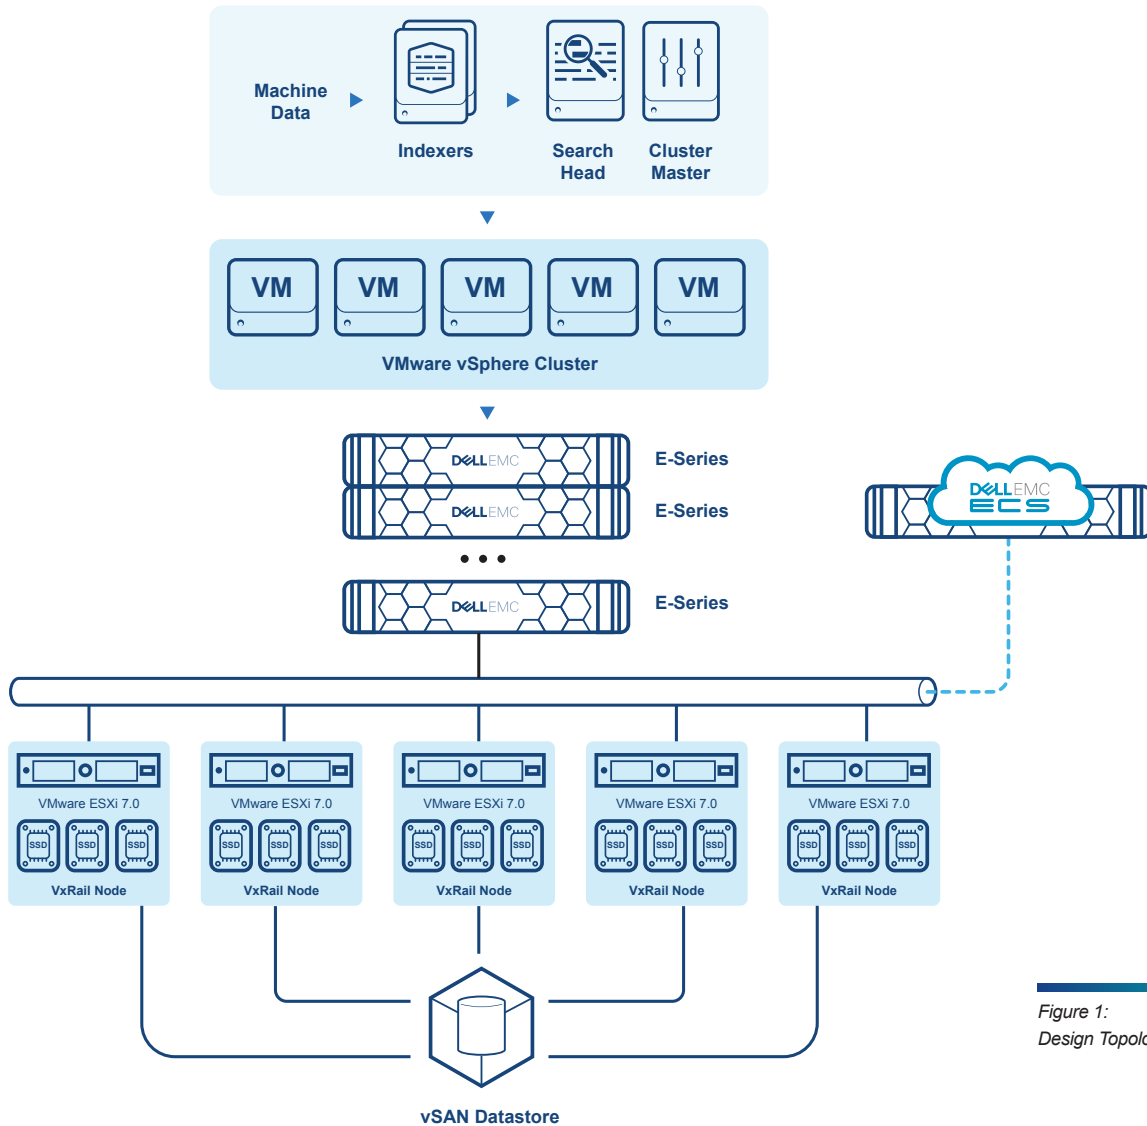 Machine
Data
Indexers
Search
Head
Cluster
Master
VM
VM
VM
VM
VM
VMware vSphere Cluster
DELLEMC
E-Series
DELLEMC
E-Series
DELLEMC
E-Series
DELLEMC
ECS
VMware ESXi 7.0
SSD
SSD
SSD
VxRail Node
VMware ESXi 7.0
SSD
SSD
SSD
VxRail Node
VMware ESXi 7.0
SSD
SSD
SSD
VxRail Node
VMware ESXi 7.0
SSD
SSD
SSD
VxRail Node
VMware ESXi 7.0
SSD
SSD
SSD
VxRail Node
vSAN Datastore
Figure 1:
Design Topolo